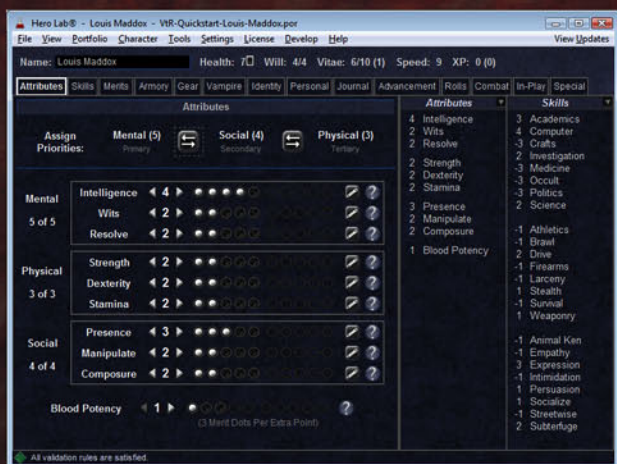 Hero Lab® - Louis Maddox - VtR-Quickstart-Louis-Maddox.por
File View Portfolio Character Tools Settings License Develop Help View Updates
Name: Louis Maddox Health: 7 Will: 4/4 Vitae: 6/10 (1) Speed: 9 XP: 0 (0)
Attributes Skills Merits Armory Gear Vampire Identity Personal Journal Advancement Rolls Combat In-Play Special
Attributes
Assign Priorities:
Mental (5) Social (4) Physical (3)
Primary Secondary Tertiary
Mental
5 of 5
Intelligence 4
Wits 2
Resolve 2
Physical
3 of 3
Strength 2
Dexterity 2
Stamina 2
Social
4 of 4
Presence 3
Manipulate 2
Composure 2
Blood Potency 1
(3 Merit Dots Per Extra Point)
Attributes
4 Intelligence
2 Wits
2 Resolve
2 Strength
2 Dexterity
2 Stamina
3 Presence
2 Manipulate
2 Composure
1 Blood Potency
Skills
3 Academics
4 Computer
-3 Crafts
2 Investigation
-3 Medicine
-3 Occult
-3 Politics
2 Science
-1 Athletics
-1 Brawl
2 Drive
-1 Firearms
-1 Larceny
1 Stealth
-1 Survival
1 Weaponry
-1 Animal Ken
-1 Empathy
3 Expression
-1 Intimidation
1 Persuasion
1 Socialize
-1 Streetwise
2 Subterfuge
All validation rules are satisfied.